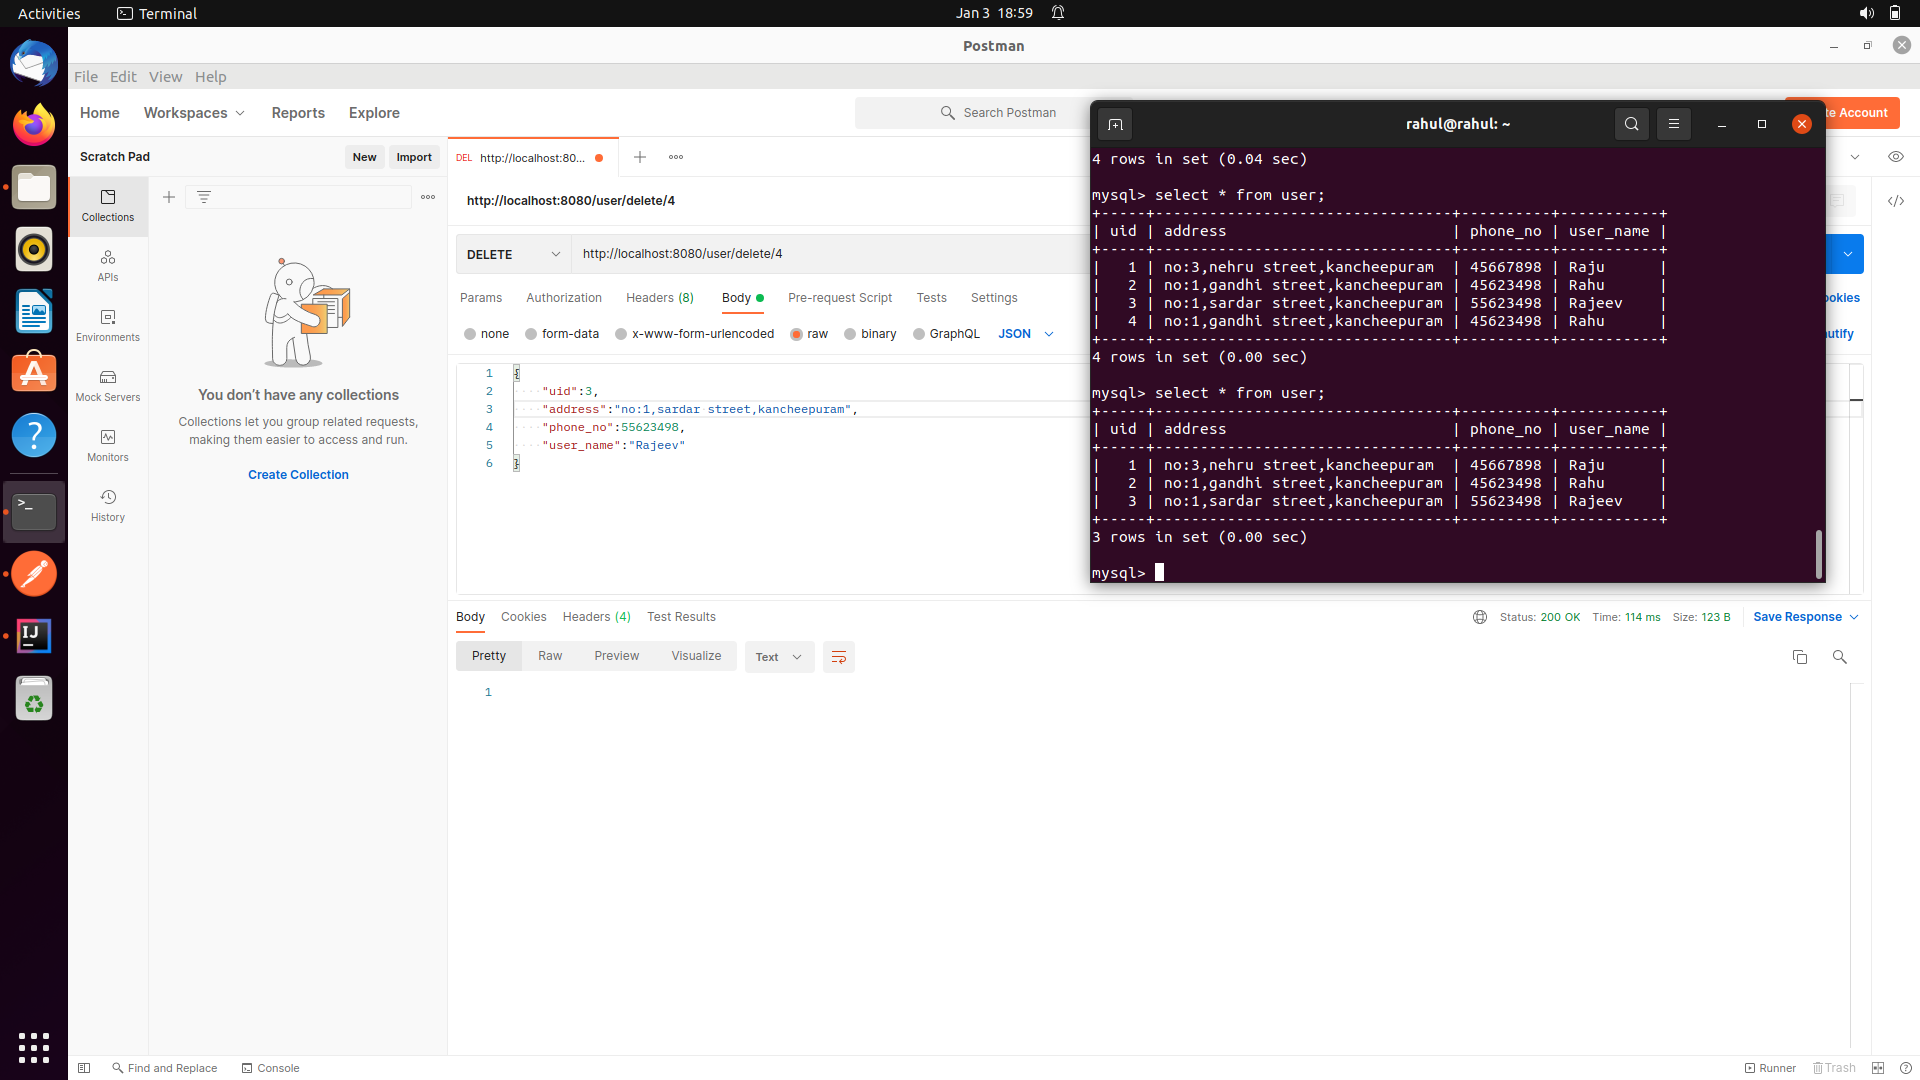 Activities Terminal Jan 3 18:59
Postman
File Edit View Help
Home Workspaces Reports Explore Search Postman te Account
Scratch Pad New Import DEL http://localhost:80...
Collections
APIs
Environments
Mock Servers
Monitors
History
You don't have any collections
Collections let you group related requests,
making them easier to access and run.
Create Collection
http://localhost:8080/user/delete/4
DELETE http://localhost:8080/user/delete/4
Params Authorization Headers (8) Body Pre-request Script Tests Settings ookies
none form-data x-www-form-urlencoded raw binary GraphQL JSON utify
1 {
2 "uid":3,
3 "address":"no:1,sardar street,kancheepuram",
4 "phone_no":55623498,
5 "user_name":"Rajeev"
6 }
rahul@rahul: ~
4 rows in set (0.04 sec)
mysql> select * from user;
+-----+---------------------------------+----------+-----------+
| uid | address | phone_no | user_name |
+-----+---------------------------------+----------+-----------+
| 1 | no:3,nehru street,kancheepuram | 45667898 | Raju |
| 2 | no:1,gandhi street,kancheepuram | 45623498 | Rahu |
| 3 | no:1,sardar street,kancheepuram | 55623498 | Rajeev |
| 4 | no:1,gandhi street,kancheepuram | 45623498 | Rahu |
+-----+---------------------------------+----------+-----------+
4 rows in set (0.00 sec)
mysql> select * from user;
+-----+---------------------------------+----------+-----------+
| uid | address | phone_no | user_name |
+-----+---------------------------------+----------+-----------+
| 1 | no:3,nehru street,kancheepuram | 45667898 | Raju |
| 2 | no:1,gandhi street,kancheepuram | 45623498 | Rahu |
| 3 | no:1,sardar street,kancheepuram | 55623498 | Rajeev |
+-----+---------------------------------+----------+-----------+
3 rows in set (0.00 sec)
mysql>
Body Cookies Headers (4) Test Results Status: 200 OK Time: 114 ms Size: 123 B Save Response
Pretty Raw Preview Visualize Text
1
Find and Replace Console Runner Trash